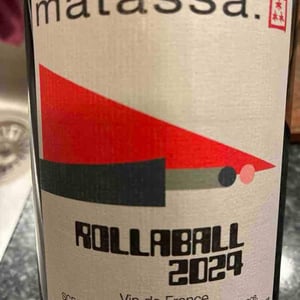 matassa.
ROLLABALL
2024
Vin de France